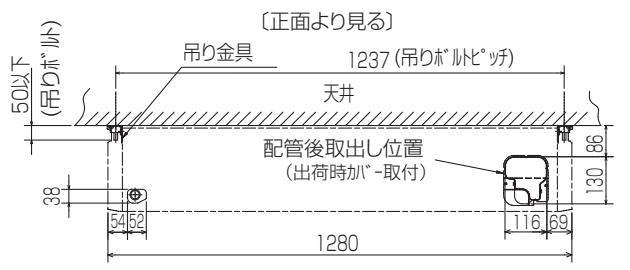 〔正面より見る〕
吊り金具
1237 (吊りボルトピッチ)
50以下
(吊りボルト)
天井
86
配管後取出し位置
(出荷時カバー取付)
130
38
54
52
116
69
1280